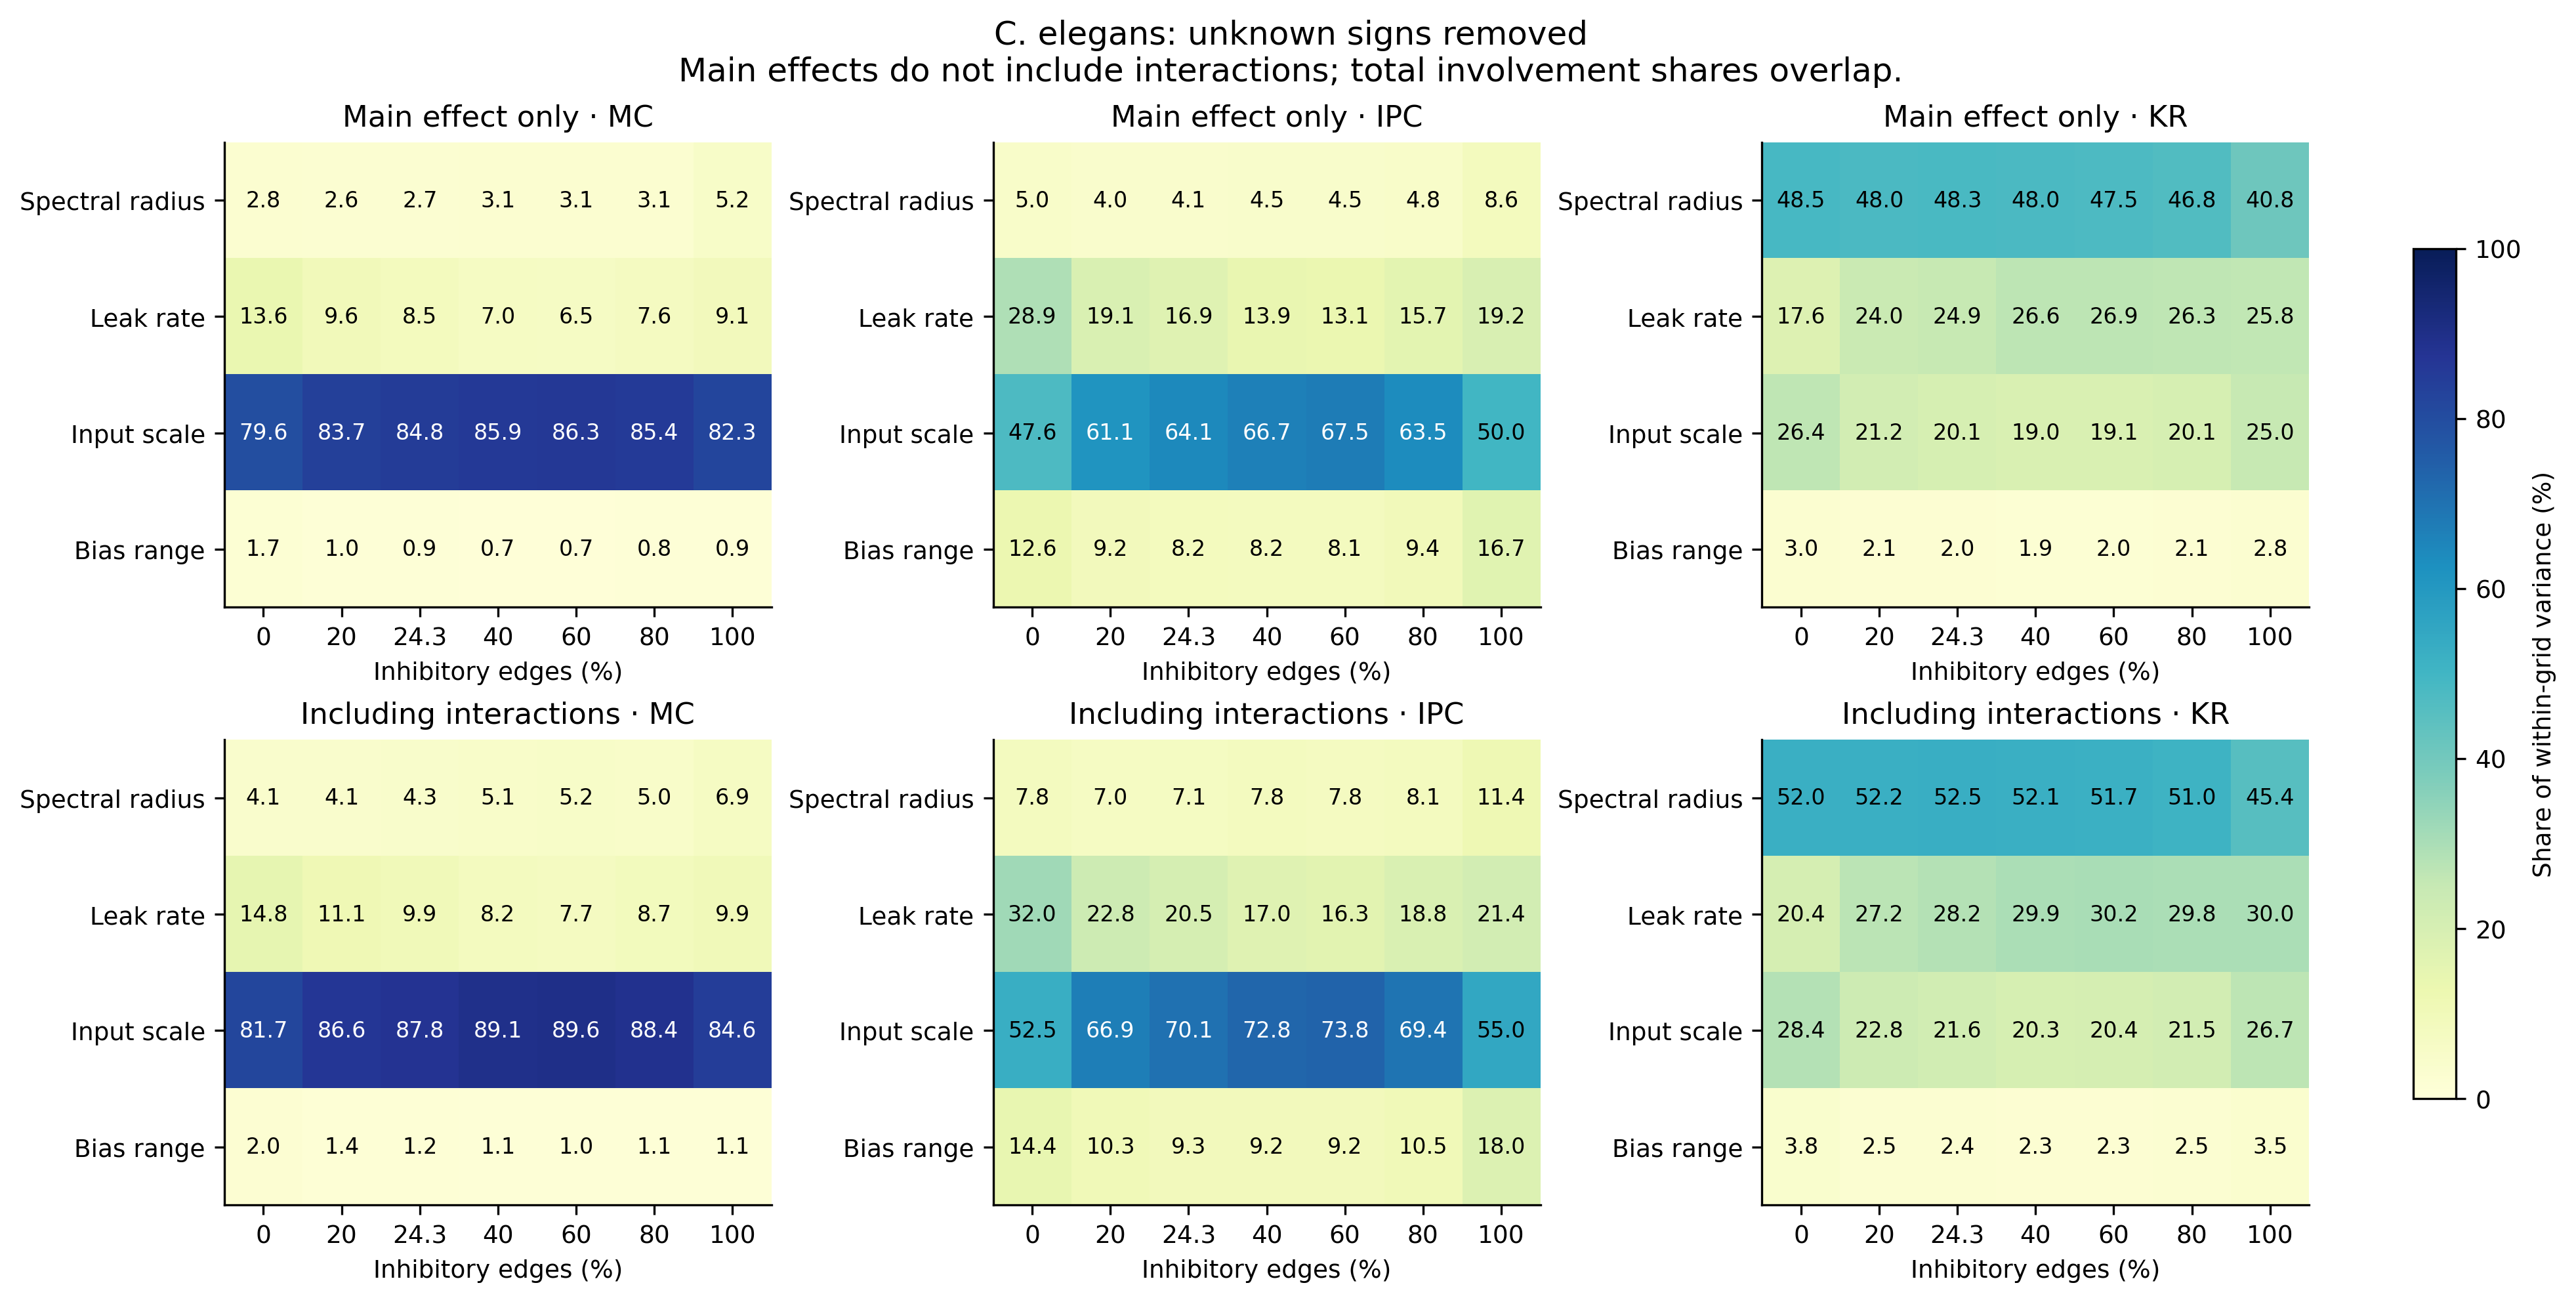 C. elegans: unknown signs removed
Main effects do not include interactions; total involvement shares overlap.
Main effect only · MC
Spectral radius 2.8 2.6 2.7 3.1 3.1 3.1 5.2
Leak rate 13.6 9.6 8.5 7.0 6.5 7.6 9.1
Input scale 79.6 83.7 84.8 85.9 86.3 85.4 82.3
Bias range 1.7 1.0 0.9 0.7 0.7 0.8 0.9
0 20 24.3 40 60 80 100
Inhibitory edges (%)
Main effect only · IPC
Spectral radius 5.0 4.0 4.1 4.5 4.5 4.8 8.6
Leak rate 28.9 19.1 16.9 13.9 13.1 15.7 19.2
Input scale 47.6 61.1 64.1 66.7 67.5 63.5 50.0
Bias range 12.6 9.2 8.2 8.2 8.1 9.4 16.7
0 20 24.3 40 60 80 100
Inhibitory edges (%)
Main effect only · KR
Spectral radius 48.5 48.0 48.3 48.0 47.5 46.8 40.8
Leak rate 17.6 24.0 24.9 26.6 26.9 26.3 25.8
Input scale 26.4 21.2 20.1 19.0 19.1 20.1 25.0
Bias range 3.0 2.1 2.0 1.9 2.0 2.1 2.8
0 20 24.3 40 60 80 100
Inhibitory edges (%)
Including interactions · MC
Spectral radius 4.1 4.1 4.3 5.1 5.2 5.0 6.9
Leak rate 14.8 11.1 9.9 8.2 7.7 8.7 9.9
Input scale 81.7 86.6 87.8 89.1 89.6 88.4 84.6
Bias range 2.0 1.4 1.2 1.1 1.0 1.1 1.1
0 20 24.3 40 60 80 100
Inhibitory edges (%)
Including interactions · IPC
Spectral radius 7.8 7.0 7.1 7.8 7.8 8.1 11.4
Leak rate 32.0 22.8 20.5 17.0 16.3 18.8 21.4
Input scale 52.5 66.9 70.1 72.8 73.8 69.4 55.0
Bias range 14.4 10.3 9.3 9.2 9.2 10.5 18.0
0 20 24.3 40 60 80 100
Inhibitory edges (%)
Including interactions · KR
Spectral radius 52.0 52.2 52.5 52.1 51.7 51.0 45.4
Leak rate 20.4 27.2 28.2 29.9 30.2 29.8 30.0
Input scale 28.4 22.8 21.6 20.3 20.4 21.5 26.7
Bias range 3.8 2.5 2.4 2.3 2.3 2.5 3.5
0 20 24.3 40 60 80 100
Inhibitory edges (%)
100
80
60
40
20
0
Share of within-grid variance (%)